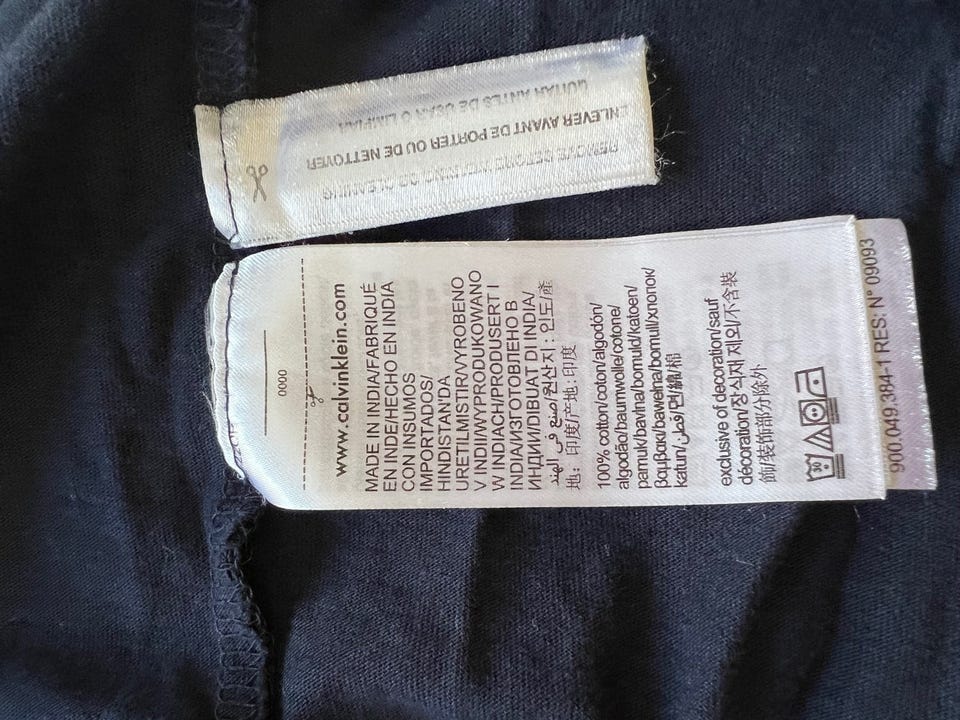 REMOVE BEFORE WEARING OR CLEANING
ENLEVER AVANT DE PORTER OU DE NETTOYER
QUITAR ANTES DE USAR O LIMPIAR
0000
www.calvinklein.com
MADE IN INDIA/FABRIQUÉ
EN INDE/HECHO EN INDIA
CON INSUMOS
IMPORTADOS/
HINDISTAN'DA
URETILMISTIR/VYROBENO
V INDII/WYPRODUKOWANO
W INDIACH/PRODUSERT I
INDIA/ИЗГОТОВЛЕНО В
ИНДИИ/DIBUAT DI INDIA/
صنع في الهند/원산지 : 인도/產
地: 印度/产地: 印度
100% cotton/coton/algodón/
algodão/baumwolle/cotone/
pamuk/bavlna/bomuld/katoen/
βαμβακι/bawełna/bomull/хлопок/
katun/قطن/면/綿/棉
exclusive of decoration/sauf
décoration/장식재 제외/不含裝
飾/装饰部分除外
30
900.049.384-1 RES: N° 09093